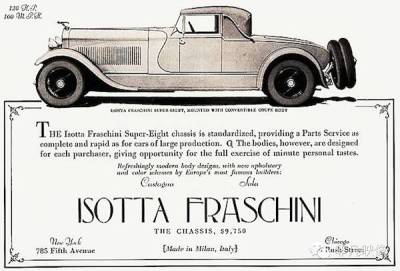 120 H.P.
100 M.P.H.
ISOTTA FRASCHINI SUPER-EIGHT, MOUNTED WITH CONVERTIBLE COUPE BODY
THE Isotta Fraschini Super-Eight chassis is standardized, providing a Parts Service as
complete and rapid as for cars of large production. The bodies, however, are designed
for each purchaser, giving opportunity for the full exercise of minute personal tastes.
Refreshingly modern body designs, with new upholstery
and color schemes by Europe's most famous builders:
Castagna Sala
ISOTTA FRASCHINI
THE CHASSIS, $9,750
New York
785 Fifth Avenue
[Made in Milan, Italy]
Chicago
Rush Street